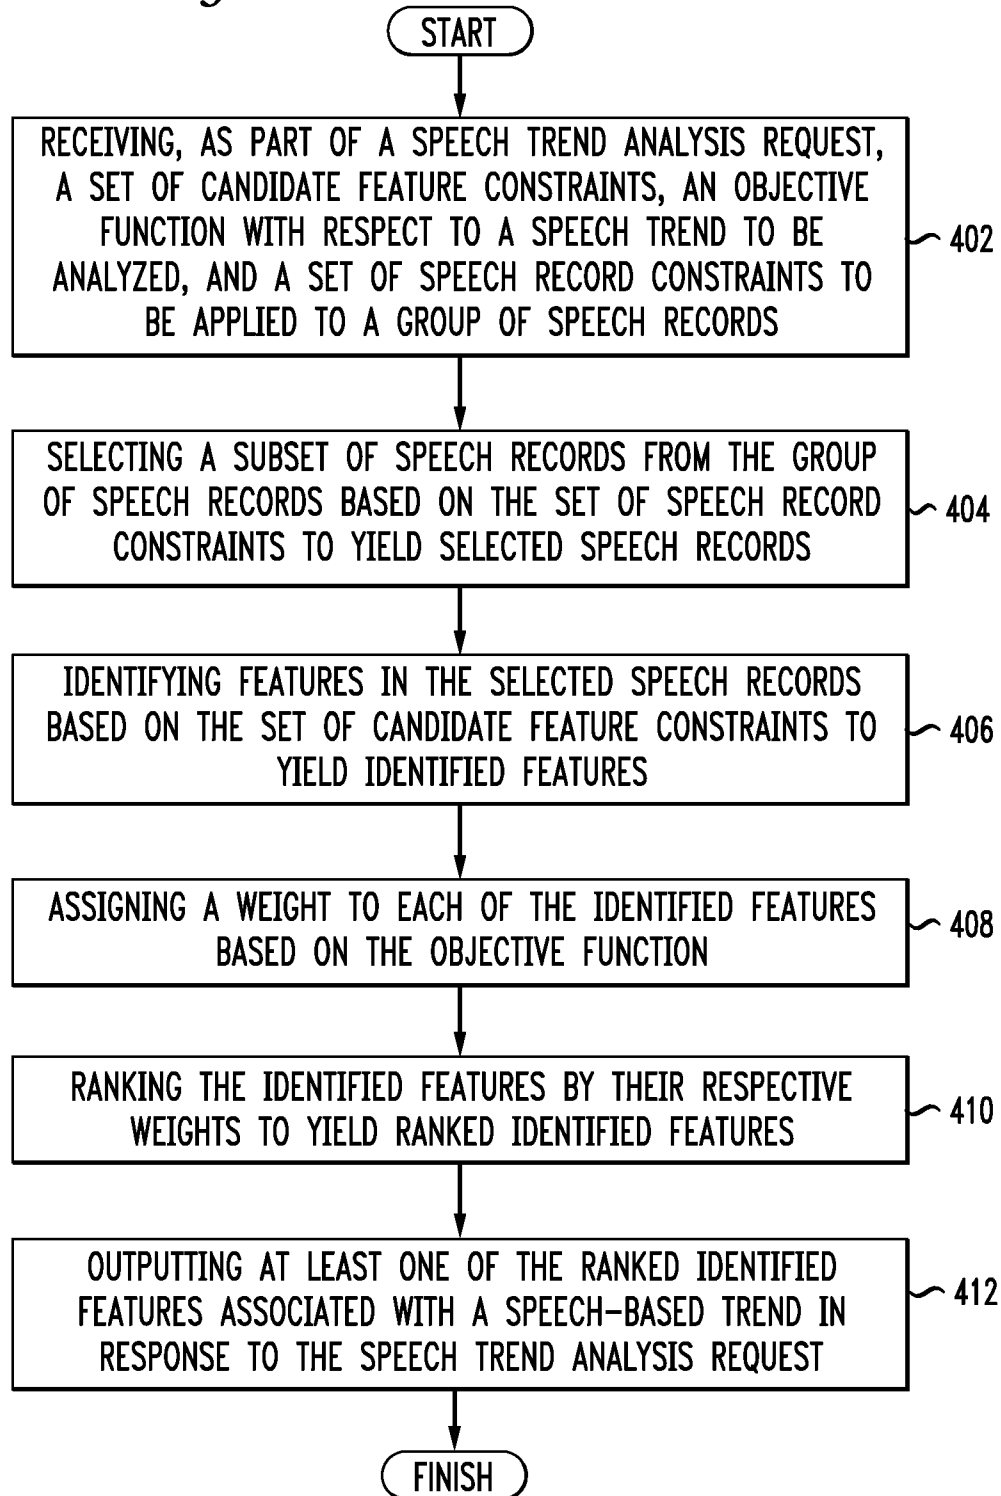 START
RECEIVING, AS PART OF A SPEECH TREND ANALYSIS REQUEST,
A SET OF CANDIDATE FEATURE CONSTRAINTS, AN OBJECTIVE
FUNCTION WITH RESPECT TO A SPEECH TREND TO BE
ANALYZED, AND A SET OF SPEECH RECORD CONSTRAINTS TO
BE APPLIED TO A GROUP OF SPEECH RECORDS
402
SELECTING A SUBSET OF SPEECH RECORDS FROM THE GROUP
OF SPEECH RECORDS BASED ON THE SET OF SPEECH RECORD
CONSTRAINTS TO YIELD SELECTED SPEECH RECORDS
404
IDENTIFYING FEATURES IN THE SELECTED SPEECH RECORDS
BASED ON THE SET OF CANDIDATE FEATURE CONSTRAINTS TO
YIELD IDENTIFIED FEATURES
406
ASSIGNING A WEIGHT TO EACH OF THE IDENTIFIED FEATURES
BASED ON THE OBJECTIVE FUNCTION
408
RANKING THE IDENTIFIED FEATURES BY THEIR RESPECTIVE
WEIGHTS TO YIELD RANKED IDENTIFIED FEATURES
410
OUTPUTTING AT LEAST ONE OF THE RANKED IDENTIFIED
FEATURES ASSOCIATED WITH A SPEECH-BASED TREND IN
RESPONSE TO THE SPEECH TREND ANALYSIS REQUEST
412
FINISH